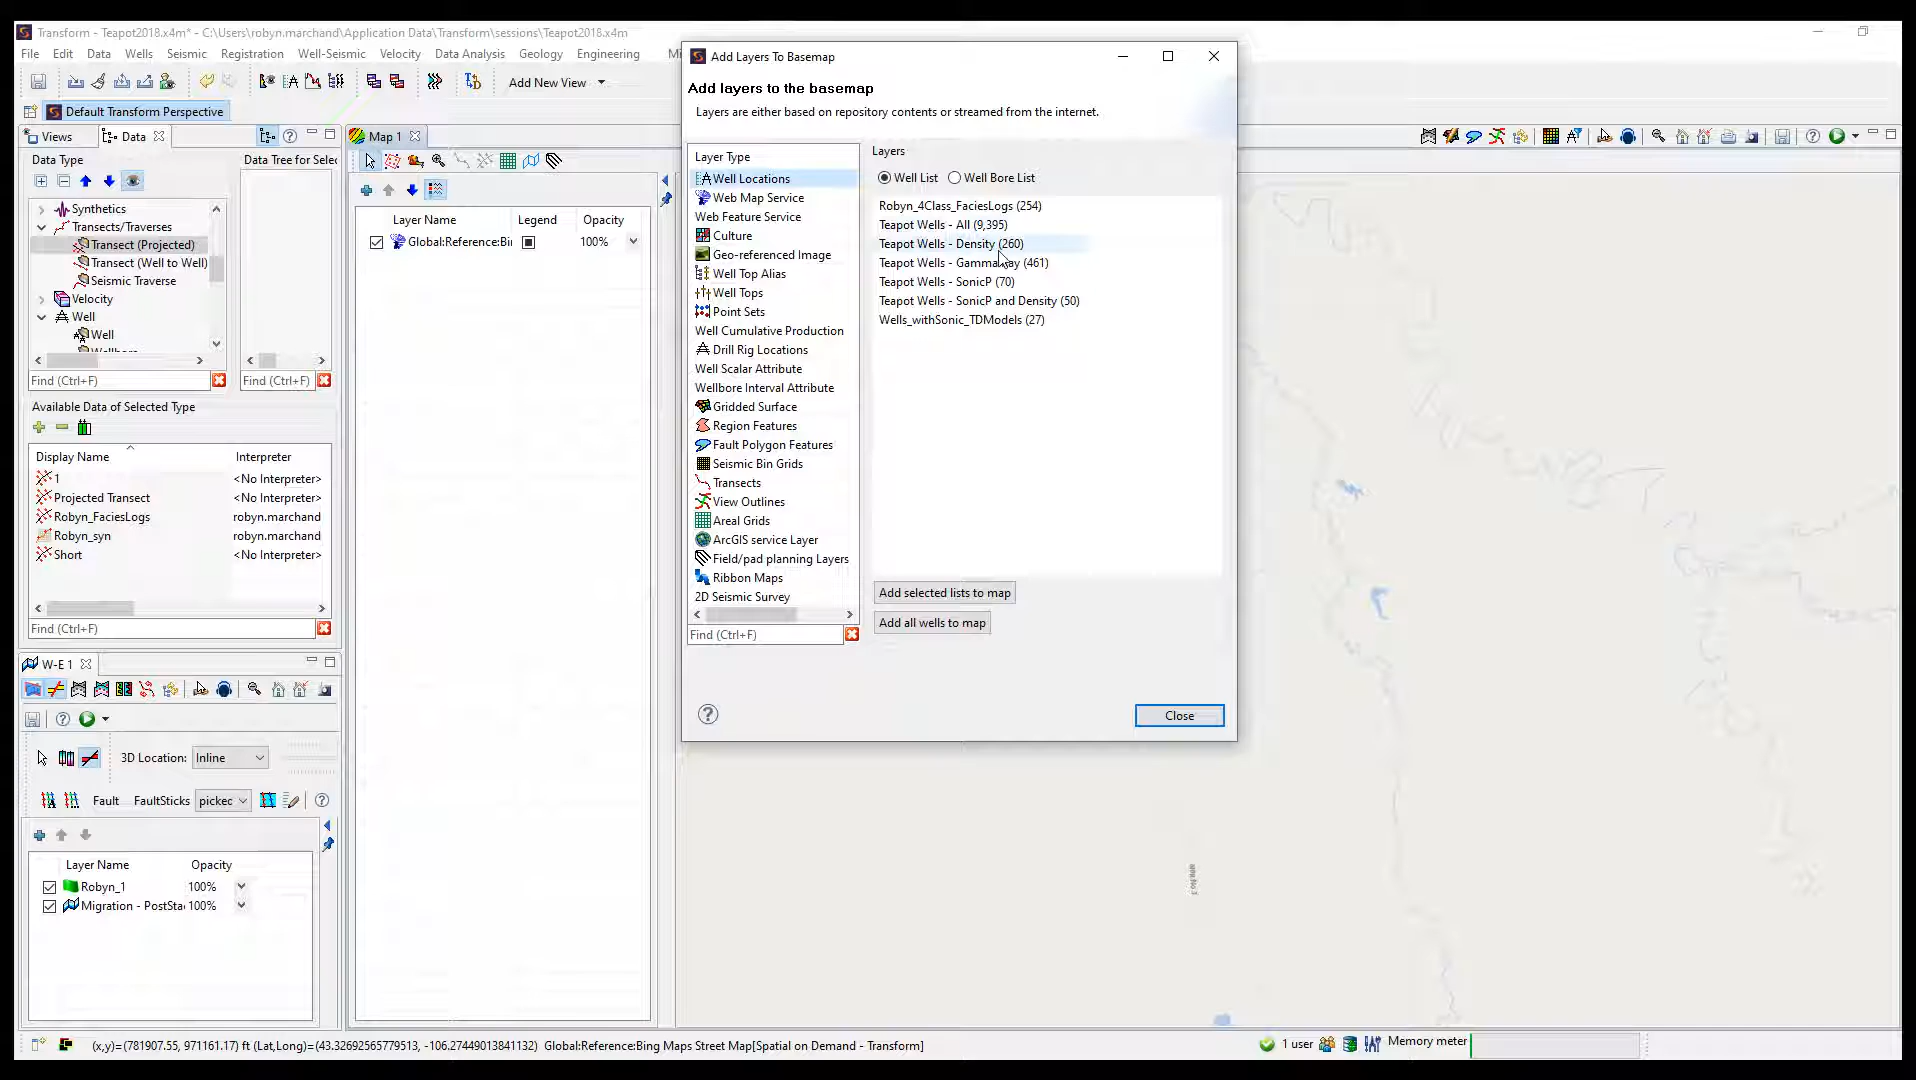 Transform - Teapot2018.x4m* - C:\Users\robyn.marchand\Application Data\Transform\sessions\Teapot2018.x4m
File Edit Data Wells Seismic Registration Well-Seismic Velocity Data Analysis Geology Engineering
Add New View
Default Transform Perspective
Views Data
Data Type
Data Tree for Selec
Synthetics
Transects/Traverses
Transect (Projected)
Transect (Well to Well)
Seismic Traverse
Velocity
Well
Well
Find (Ctrl+F) Find (Ctrl+F)
Available Data of Selected Type
Display Name Interpreter
1 <No Interpreter>
Projected Transect <No Interpreter>
Robyn_FaciesLogs robyn.marchand
Robyn_syn robyn.marchand
Short <No Interpreter>
Find (Ctrl+F)
W-E 1
3D Location: Inline
Fault FaultSticks
Layer Name Opacity
Robyn_1 100%
Migration - PostSta 100%
Map 1
Layer Name Legend Opacity
Global:Reference:Bi 100%
Add Layers To Basemap
Add layers to the basemap
Layers are either based on repository contents or streamed from the internet.
Layer Type
Well Locations
Web Map Service
Web Feature Service
Culture
Geo-referenced Image
Well Top Alias
Well Tops
Point Sets
Well Cumulative Production
Drill Rig Locations
Well Scalar Attribute
Wellbore Interval Attribute
Gridded Surface
Region Features
Fault Polygon Features
Seismic Bin Grids
Transects
View Outlines
Areal Grids
ArcGIS service Layer
Field/pad planning Layers
Ribbon Maps
2D Seismic Survey
Find (Ctrl+F)
Layers
Well List Well Bore List
Robyn_4Class_FaciesLogs (254)
Teapot Wells - All (9,395)
Teapot Wells - Density (260)
Teapot Wells - (461)
Teapot Wells - SonicP (70)
Teapot Wells - SonicP and Density (50)
Wells_withSonic_TDModels (27)
Add selected lists to map
Add all wells to map
Close
(x,y)=(781907.55, 971161.17) ft (Lat,Long)=(43.32692565779513, -106.27449013841132) Global:Reference:Bing Maps Street Map[Spatial on Demand - Transform]
1 user
Memory meter